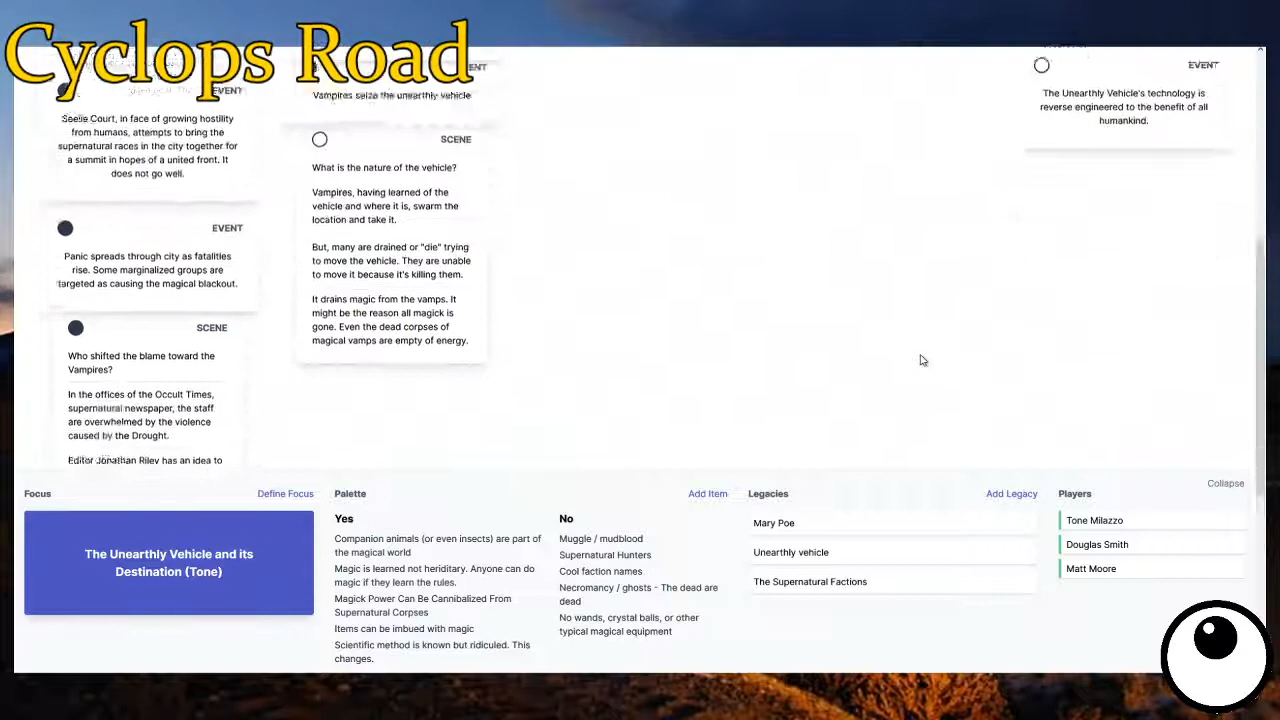 Cyclops Road
EVENT
Seelie Court, in face of growing hostility
from humans, attempts to bring the
supernatural races in the city together for
a summit in hopes of a united front. It
does not go well.
EVENT
Panic spreads through city as fatalities
rise. Some marginalized groups are
targeted as causing the magical blackout.
SCENE
Who shifted the blame toward the
Vampires?
In the offices of the Occult Times,
supernatural newspaper, the staff
are overwhelmed by the violence
caused by the Drought.
Editor Jonathan Riley has an idea to
EVENT
Vampires seize the unearthly vehicle
SCENE
What is the nature of the vehicle?
Vampires, having learned of the
vehicle and where it is, swarm the
location and take it.
But, many are drained or "die" trying
to move the vehicle. They are unable
to move it because it's killing them.
It drains magic from the vamps. It
might be the reason all magick is
gone. Even the dead corpses of
magical vamps are empty of energy.
EVENT
The Unearthly Vehicle's technology is
reverse engineered to the benefit of all
humankind.
Collapse
Focus
Define Focus
The Unearthly Vehicle and its
Destination (Tone)
Palette
Add Item
Yes
Companion animals (or even insects) are part of
the magical world
Magic is learned not heriditary. Anyone can do
magic if they learn the rules.
Magick Power Can Be Cannibalized From
Supernatural Corpses
Items can be imbued with magic
Scientific method is known but ridiculed. This
changes.
No
Muggle / mudblood
Supernatural Hunters
Cool faction names
Necromancy / ghosts - The dead are
dead
No wands, crystal balls, or other
typical magical equipment
Legacies
Add Legacy
Mary Poe
Unearthly vehicle
The Supernatural Factions
Players
Tone Milazzo
Douglas Smith
Matt Moore